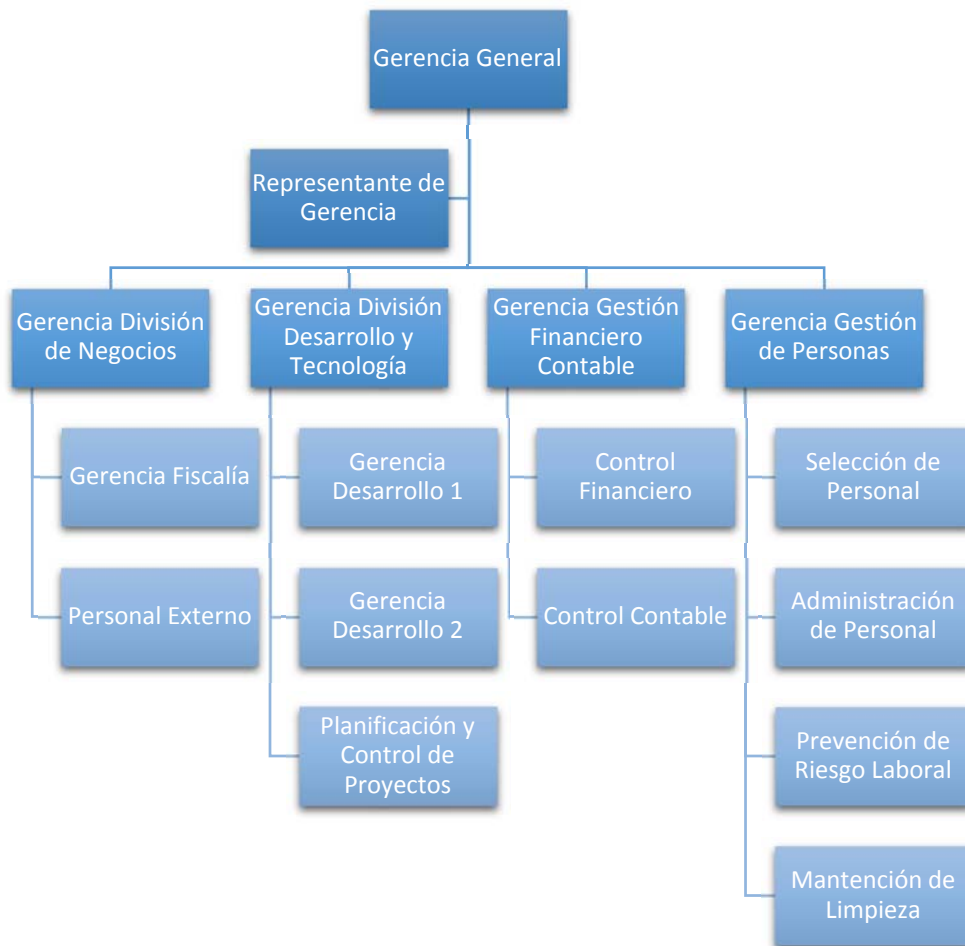 Gerencia General
Representante de
Gerencia
Gerencia División
de Negocios
Gerencia División
Desarrollo y
Tecnología
Gerencia Gestión
Financiero
Contable
Gerencia Gestión
de Personas
Gerencia Fiscalía
Gerencia
Desarrollo 1
Control
Financiero
Selección de
Personal
Personal Externo
Gerencia
Desarrollo 2
Control Contable
Administración
de Personal
Planificación y
Control de
Proyectos
Prevención de
Riesgo Laboral
Mantención de
Limpieza